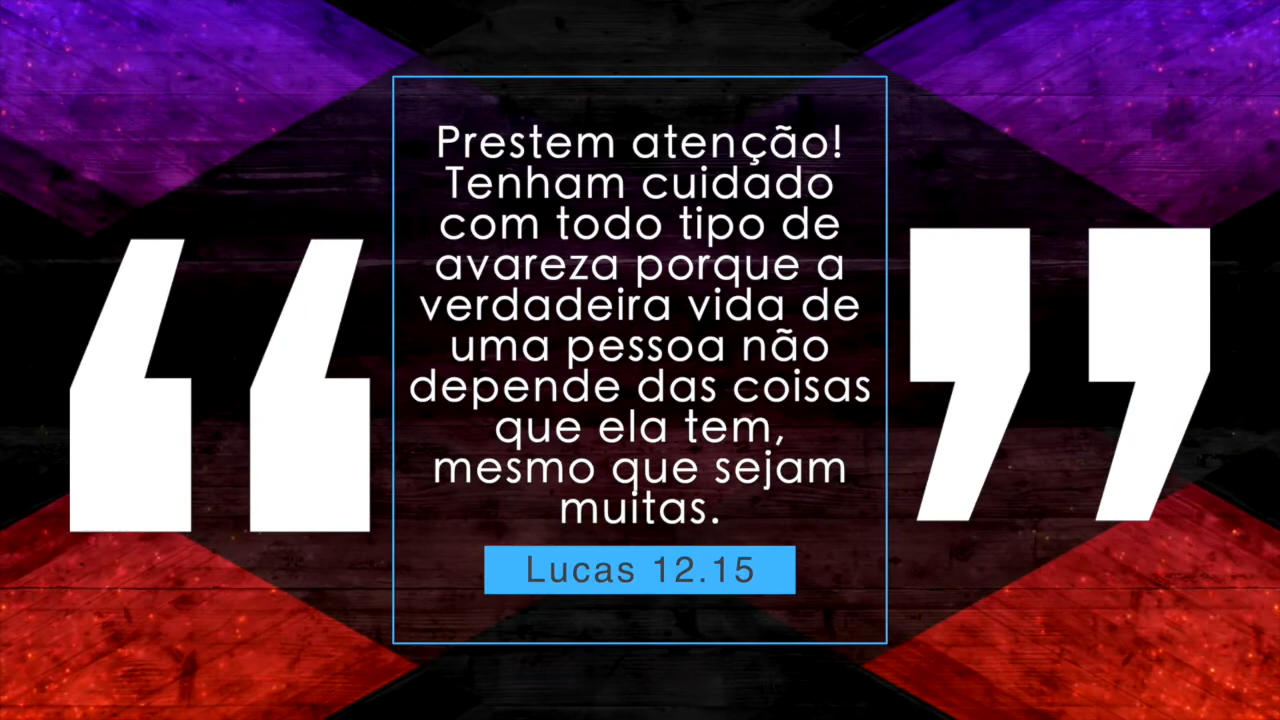 Prestem atenção!
Tenham cuidado
com todo tipo de
avareza porque a
verdadeira vida de
uma pessoa não
depende das coisas
que ela tem,
mesmo que sejam
muitas.
Lucas 12.15